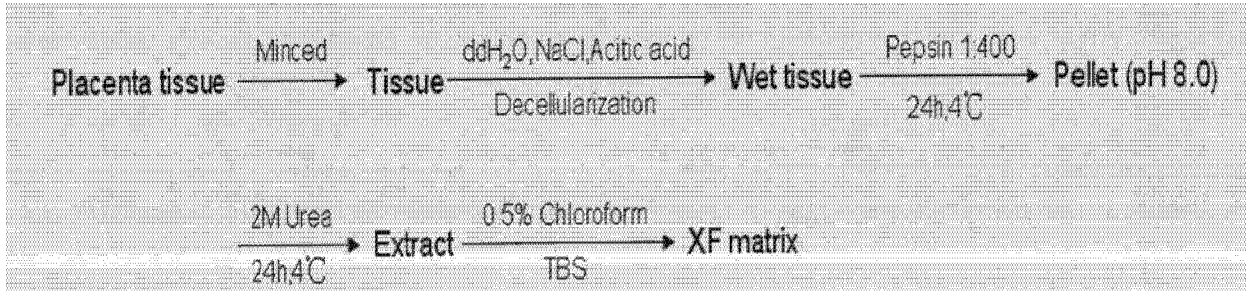 Minced ddH₂O,NaCl,Acitic acid Pepsin 1:400
Placenta tissue Tissue Wet tissue Pellet (pH 8.0)
Decellularization 24h,4℃
2M Urea 0.5% Chloroform
Extract XF matrix
24h,4℃ TBS